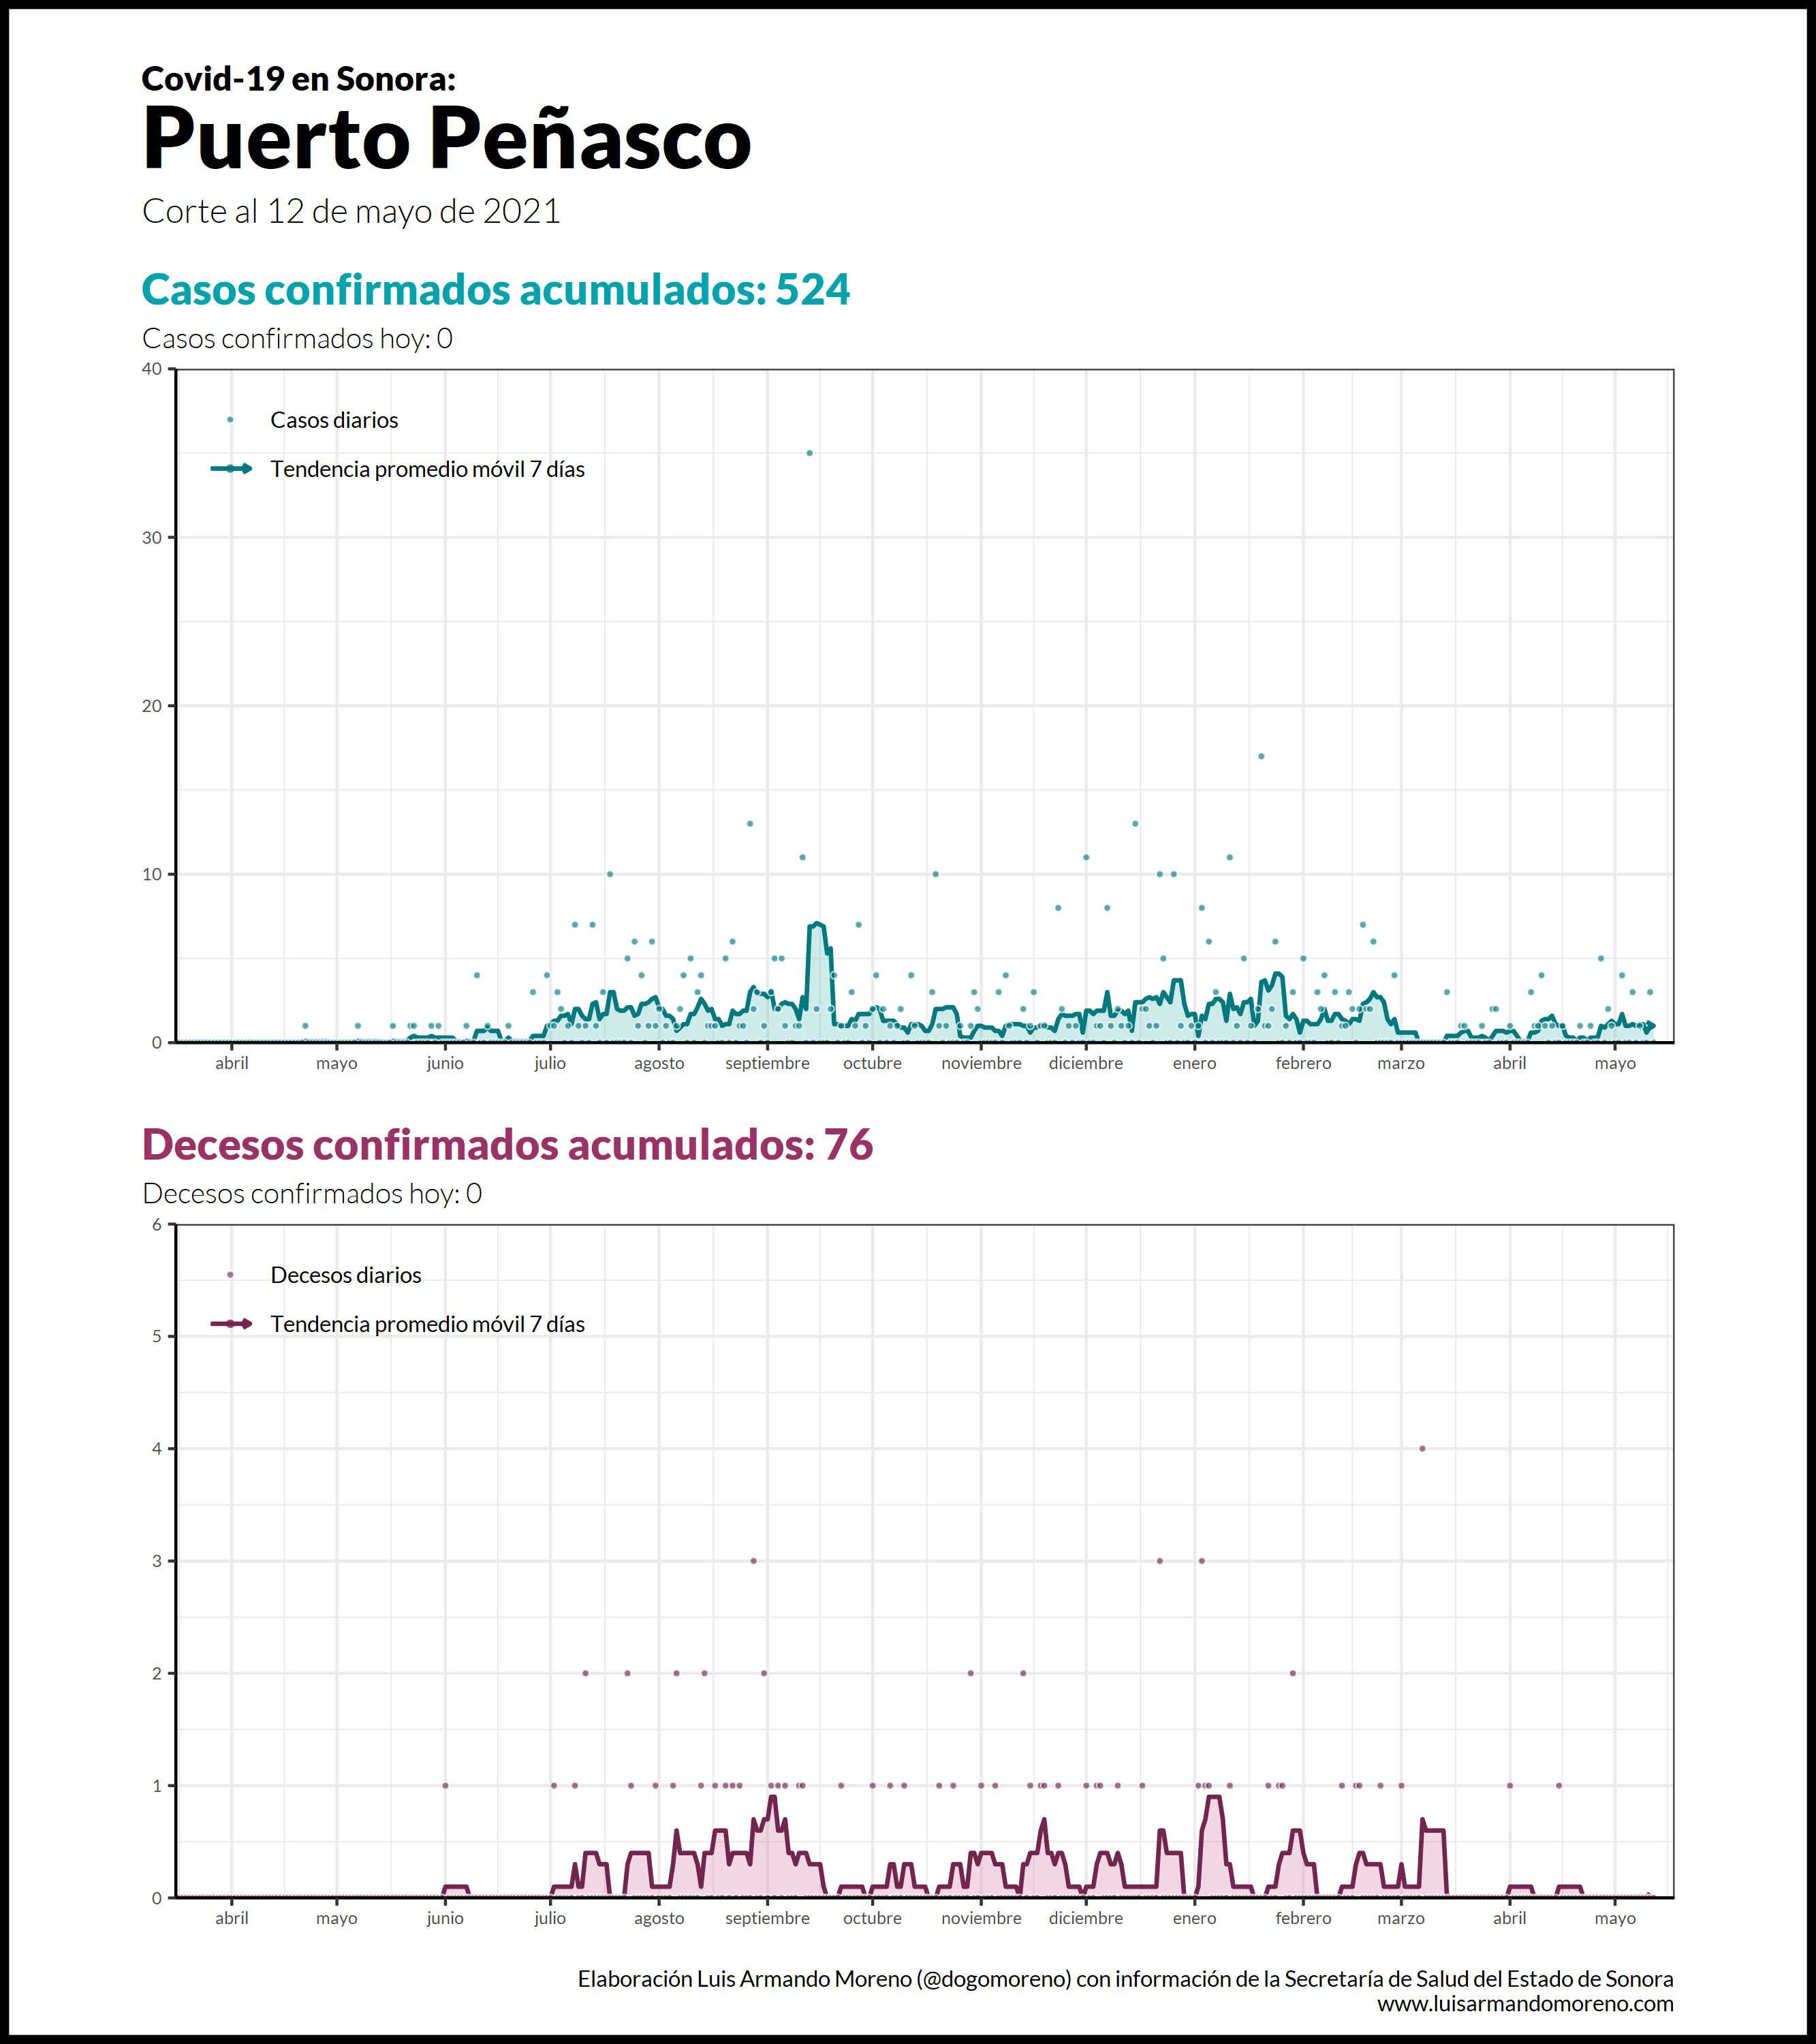 Covid-19 en Sonora:
Puerto Peñasco
Corte al 12 de mayo de 2021
Casos confirmados acumulados: 524
Casos confirmados hoy: 0
40
30
20
10
0
Casos diarios
Tendencia promedio móvil 7 días
abril mayo junio julio agosto septiembre octubre noviembre diciembre enero febrero marzo abril mayo
Decesos confirmados acumulados: 76
Decesos confirmados hoy: 0
6
5
4
3
2
1
0
Decesos diarios
Tendencia promedio móvil 7 días
abril mayo junio julio agosto septiembre octubre noviembre diciembre enero febrero marzo abril mayo
Elaboración Luis Armando Moreno (@dogomoreno) con información de la Secretaría de Salud del Estado de Sonora
www.luisarmandomoreno.com